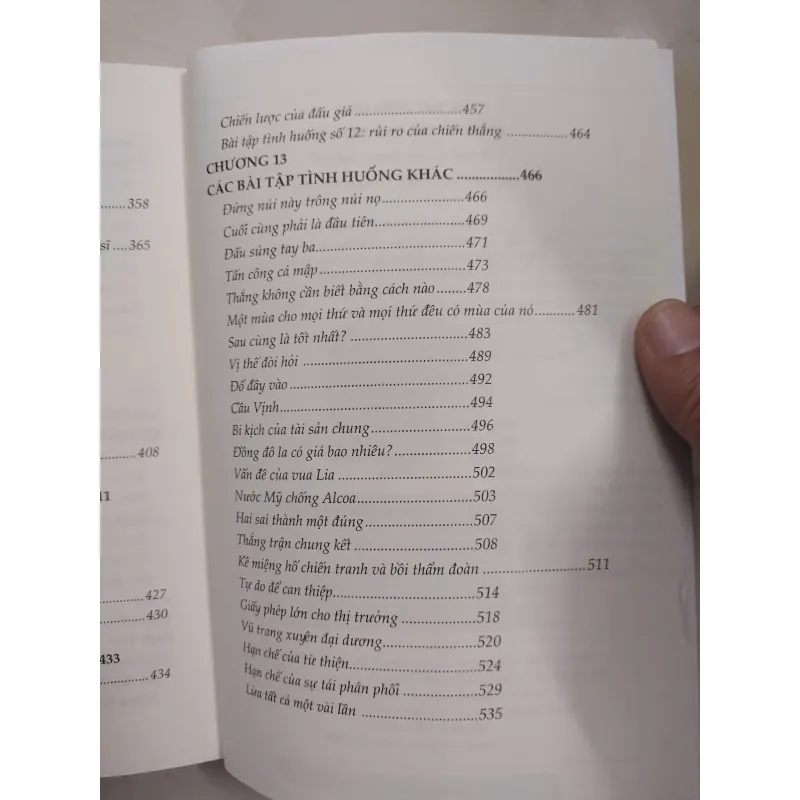 358
sĩ ....365
408
11
427
430
433
434
Chiến lược của đấu giá ..............................457
Bài tập tình huống số 12: rủi ro của chiến thắng .................464
CHƯƠNG 13
CÁC BÀI TẬP TÌNH HUỐNG KHÁC .................466
Đứng núi này trông núi nọ......................466
Cuối cùng phải là đầu tiên.......................469
Đấu súng tay ba.........................................471
Tấn công cá mập........................................473
Thắng không cần biết bằng cách nào ........478
Một mùa cho mọi thứ và mọi thứ đều có mùa của nó...........481
Sau cùng là tốt nhất? ................................483
Vị thế đòi hỏi .............................................489
Đổ đầy vào.................................................492
Cầu Vịnh....................................................494
Bi kịch của tài sản chung...........................496
Đồng đô la có giá bao nhiêu? .....................498
Vấn đề của vua Lia ....................................502
Nước Mỹ chống Alcoa................................503
Hai sai thành một đúng..............................507
Thắng trận chung kết .................................508
Kề miệng hố chiến tranh và bồi thẩm đoàn ............................511
Tự do để can thiệp......................................514
Giấy phép lớn cho thị trưởng .....................518
Vũ trang xuyên đại dương..........................520
Hạn chế của từ thiện...................................524
Hạn chế của sự tái phân phối .....................529
Lừa tất cả một vài lần .................................535